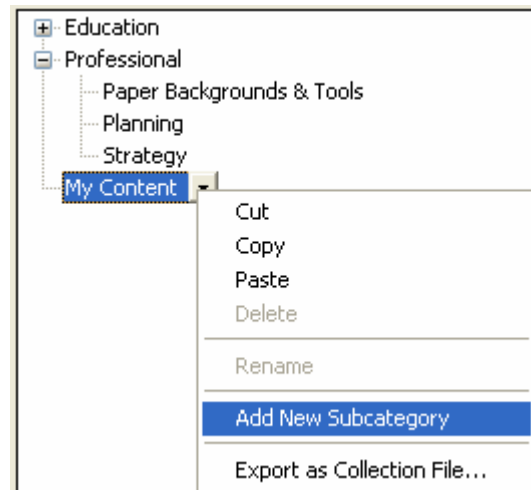 Education
Professional
Paper Backgrounds & Tools
Planning
Strategy
My Content
Cut
Copy
Paste
Delete
Rename
Add New Subcategory
Export as Collection File...